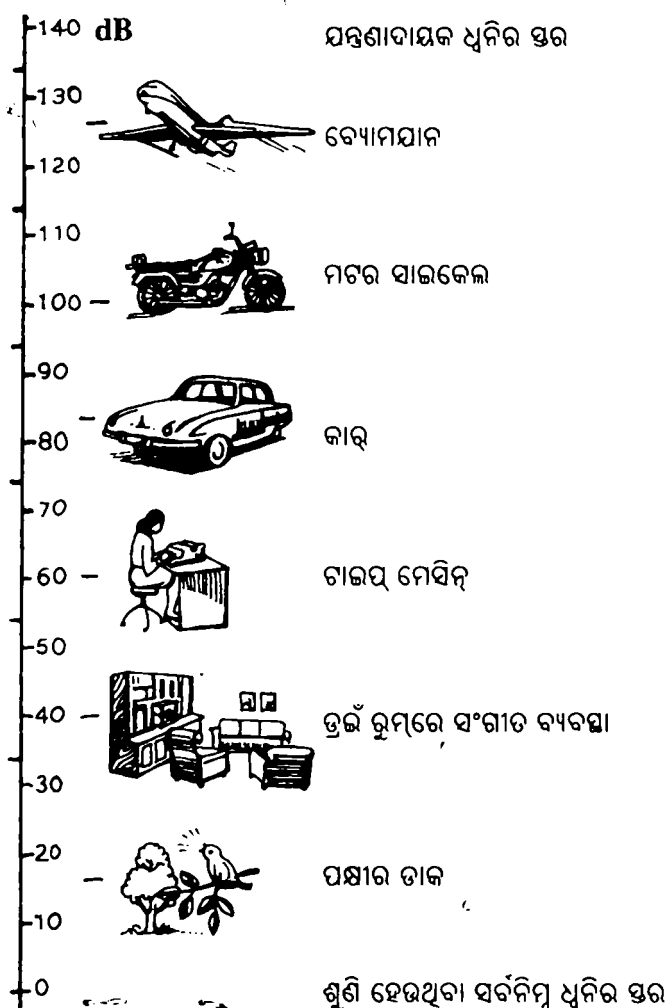 140 dB ଯନ୍ତ୍ରଣାଦାୟକ ଧ୍ୱନିର ସ୍ତର
130
ବ୍ୟୋମଯାନ
120
110
ମଟର ସାଇକେଲ
100
90
କାର୍
80
70
60 ଟାଇପ୍ ମେସିନ୍
50
40 ଡ୍ରଇଁ ରୁମ୍‌ରେ ସଂଗୀତ ବ୍ୟବସ୍ଥା
30
20
ପକ୍ଷୀର ଡାକ
10
0 ଶୁଣି ହେଉଥିବା ସର୍ବନିମ୍ନ ଧ୍ୱନିର ସ୍ତର